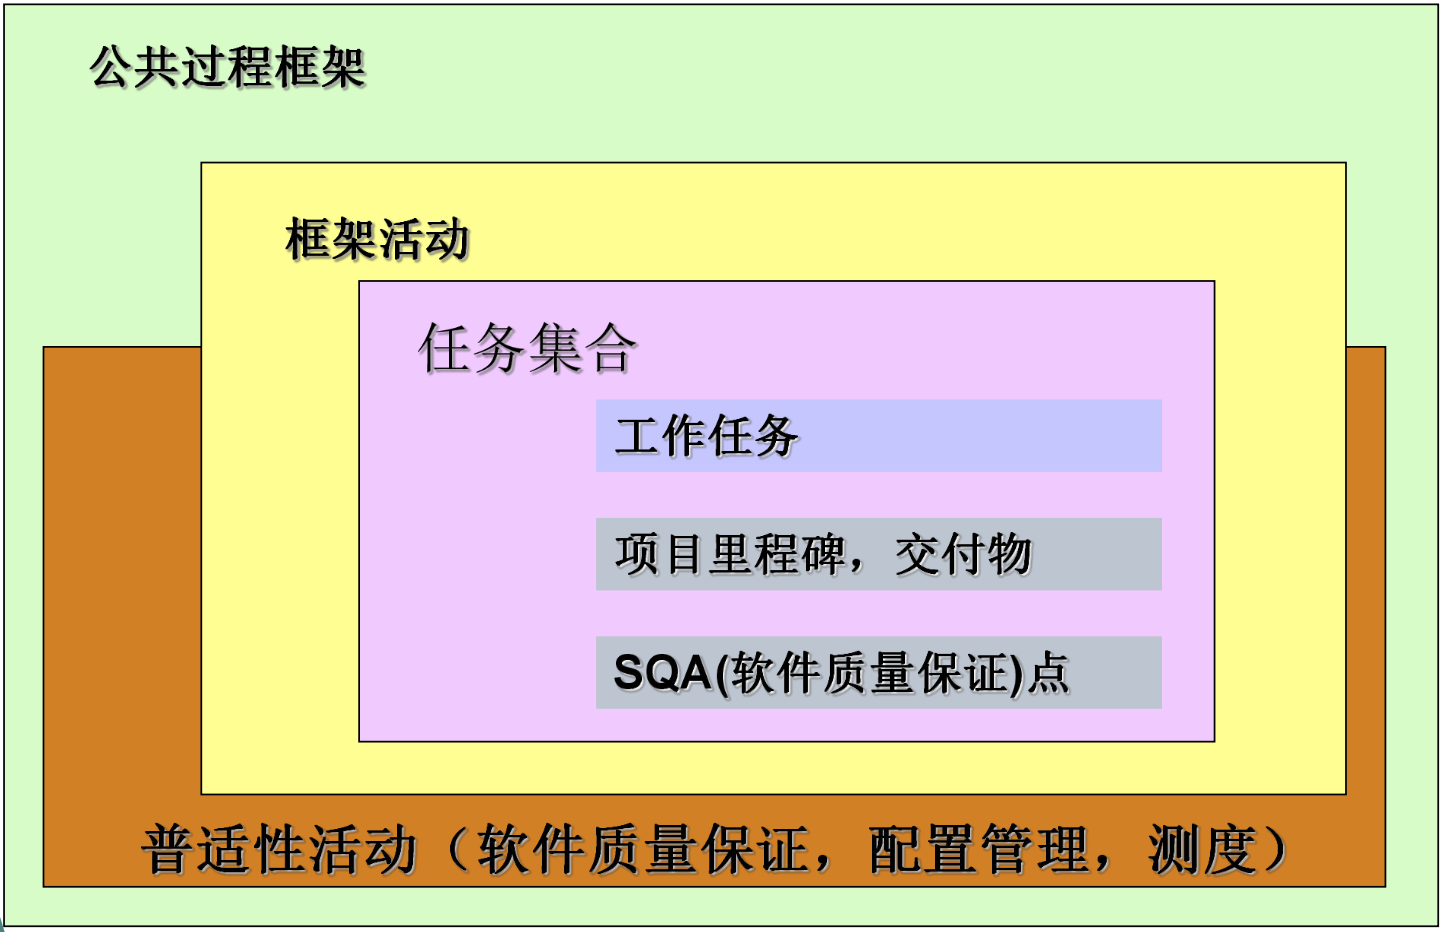 公共过程框架
框架活动
任务集合
工作任务
项目里程碑，交付物
SQA(软件质量保证)点
普适性活动（软件质量保证，配置管理，测度）